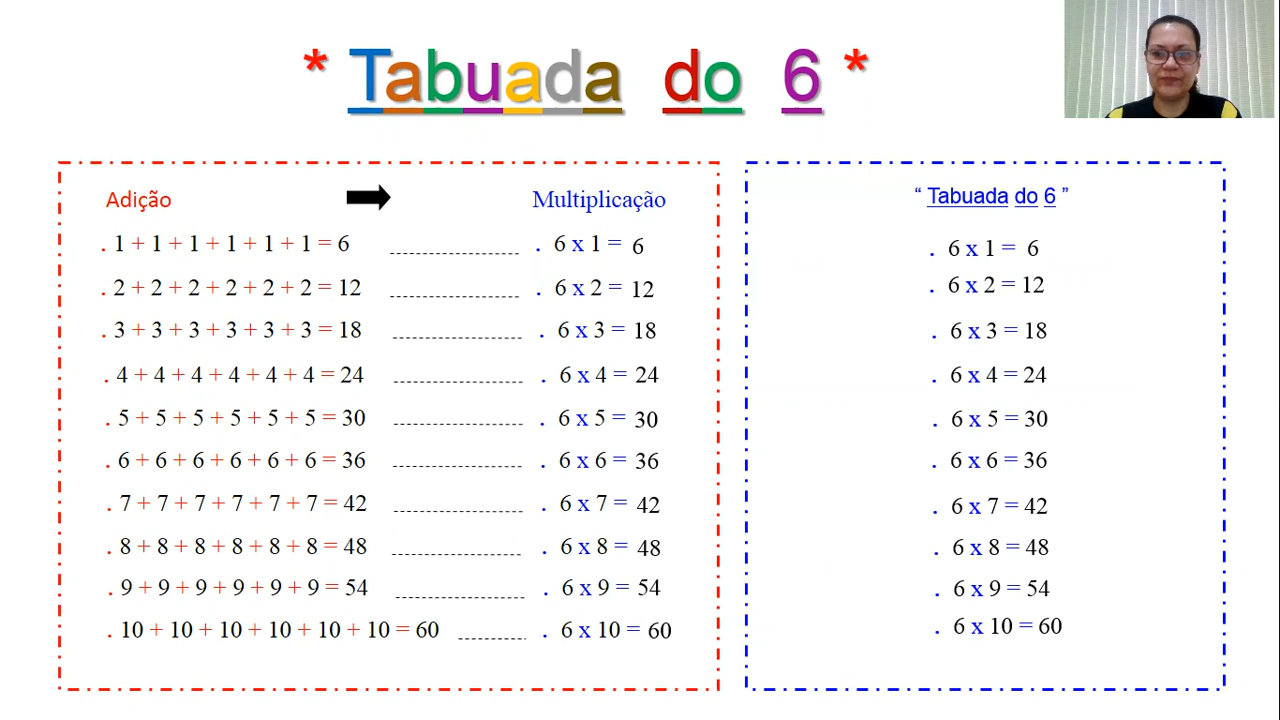 * Tabuada do 6 *
Adição Multiplicação
. 1 + 1 + 1 + 1 + 1 + 1 = 6 . 6 x 1 = 6
. 2 + 2 + 2 + 2 + 2 + 2 = 12 . 6 x 2 = 12
. 3 + 3 + 3 + 3 + 3 + 3 = 18 . 6 x 3 = 18
. 4 + 4 + 4 + 4 + 4 + 4 = 24 . 6 x 4 = 24
. 5 + 5 + 5 + 5 + 5 + 5 = 30 . 6 x 5 = 30
. 6 + 6 + 6 + 6 + 6 + 6 = 36 . 6 x 6 = 36
. 7 + 7 + 7 + 7 + 7 + 7 = 42 . 6 x 7 = 42
. 8 + 8 + 8 + 8 + 8 + 8 = 48 . 6 x 8 = 48
. 9 + 9 + 9 + 9 + 9 + 9 = 54 . 6 x 9 = 54
. 10 + 10 + 10 + 10 + 10 + 10 = 60 . 6 x 10 = 60
“ Tabuada do 6 ”
. 6 x 1 = 6
. 6 x 2 = 12
. 6 x 3 = 18
. 6 x 4 = 24
. 6 x 5 = 30
. 6 x 6 = 36
. 6 x 7 = 42
. 6 x 8 = 48
. 6 x 9 = 54
. 6 x 10 = 60